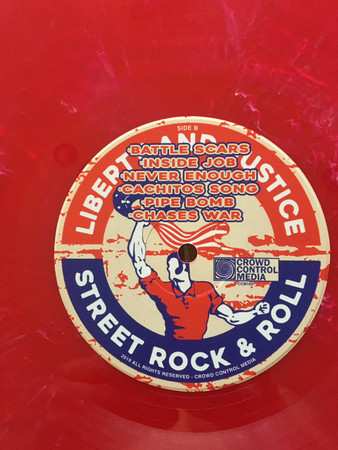 SIDE B
LIBERTY AND JUSTICE
BATTLE SCARS
INSIDE JOB
NEVER ENOUGH
CACHITOS SONG
PIPE BOMB
CHASES WAR
CROWD
CONTROL
MEDIA
STREET ROCK & ROLL
2019 ALL RIGHTS RESERVED - CROWD CONTROL MEDIA